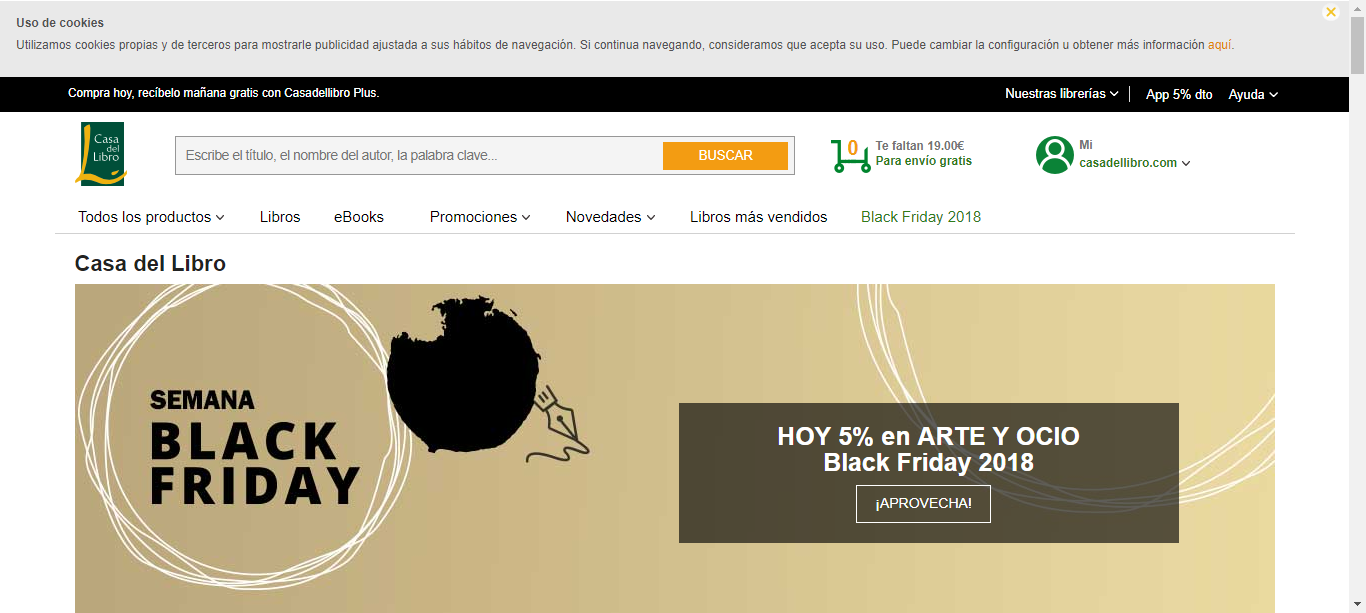 Uso de cookies
Utilizamos cookies propias y de terceros para mostrarle publicidad ajustada a sus hábitos de navegación. Si continua navegando, consideramos que acepta su uso. Puede cambiar la configuración u obtener más información aquí.
Compra hoy, recíbelo mañana gratis con Casadellibro Plus.
Nuestras librerías
App 5% dto
Ayuda
Casa
del
Libro
Escribe el título, el nombre del autor, la palabra clave...
BUSCAR
0
Te faltan 19.00€
Para envío gratis
Mi
casadellibro.com
Todos los productos
Libros
eBooks
Promociones
Novedades
Libros más vendidos
Black Friday 2018
Casa del Libro
SEMANA
BLACK
FRIDAY
HOY 5% en ARTE Y OCIO
Black Friday 2018
¡APROVECHA!